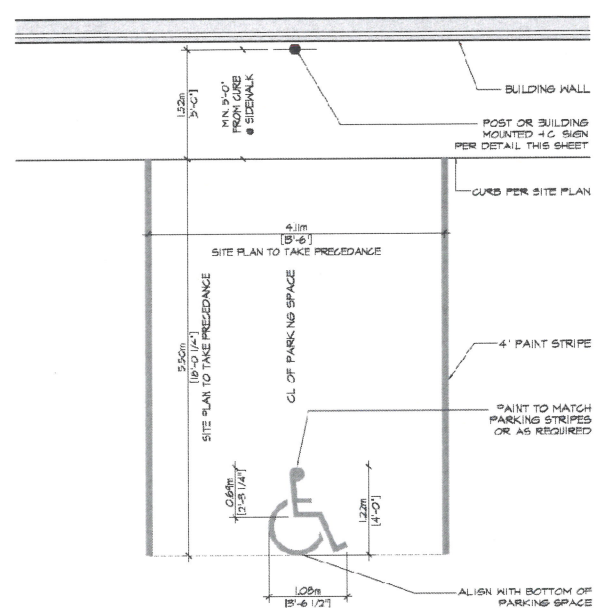 BUILDING WALL
POST OR BUILDING
MOUNTED HC SIGN
PER DETAIL THIS SHEET
1.52m
5'-0"
MIN. 5'-0"
FROM CURB
@ SIDEWALK
CURB PER SITE PLAN
4.11m
[13'-6"]
SITE PLAN TO TAKE PRECEDANCE
5.50m
[18'-0 1/4"]
SITE PLAN TO TAKE PRECEDANCE
CL OF PARKING SPACE
4" PAINT STRIPE
PAINT TO MATCH
PARKING STRIPES
OR AS REQUIRED
0.69m
[2'-3 1/4"]
1.22m
[4'-0"]
1.08m
[3'-6 1/2"]
ALIGN WITH BOTTOM OF
PARKING SPACE